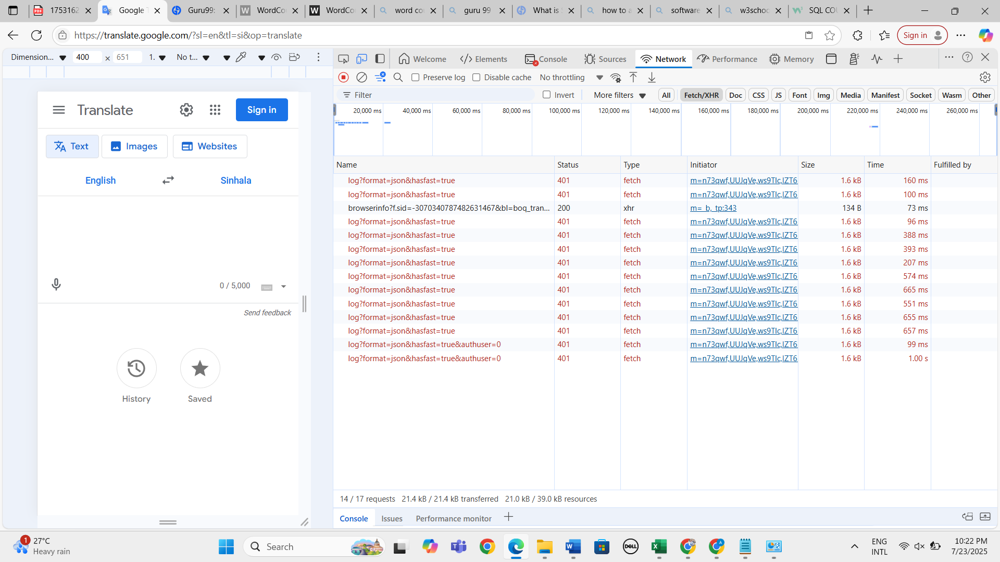 1753162
Google T
Guru99:
WordCou
WordCou
word cou
guru 99
What is S
how to a
software
w3schoo
SQL COU
https://translate.google.com/?sl=en&tl=si&op=translate
Sign in
Dimension... 400 × 651 1. No t...
Welcome Elements Console Sources Network Performance Memory
Preserve log Disable cache No throttling
Filter Invert More filters All Fetch/XHR Doc CSS JS Font Img Media Manifest Socket Wasm Other
20,000 ms 40,000 ms 60,000 ms 80,000 ms 100,000 ms 120,000 ms 140,000 ms 160,000 ms 180,000 ms 200,000 ms 220,000 ms 240,000 ms 260,000 ms
Translate Sign in
Text Images Websites
English Sinhala
0 / 5,000
Send feedback
History Saved
Name Status Type Initiator Size Time Fulfilled by
log?format=json&hasfast=true 401 fetch m=n73qwf,UUJqVe,ws9Tlc,IZT6 1.6 kB 160 ms
log?format=json&hasfast=true 401 fetch m=n73qwf,UUJqVe,ws9Tlc,IZT6 1.6 kB 100 ms
browserinfo?f.sid=-3070340787482631467&bl=boq_tran... 200 xhr m=_b,_tp:343 134 B 73 ms
log?format=json&hasfast=true 401 fetch m=n73qwf,UUJqVe,ws9Tlc,IZT6 1.6 kB 96 ms
log?format=json&hasfast=true 401 fetch m=n73qwf,UUJqVe,ws9Tlc,IZT6 1.6 kB 388 ms
log?format=json&hasfast=true 401 fetch m=n73qwf,UUJqVe,ws9Tlc,IZT6 1.6 kB 393 ms
log?format=json&hasfast=true 401 fetch m=n73qwf,UUJqVe,ws9Tlc,IZT6 1.6 kB 207 ms
log?format=json&hasfast=true 401 fetch m=n73qwf,UUJqVe,ws9Tlc,IZT6 1.6 kB 574 ms
log?format=json&hasfast=true 401 fetch m=n73qwf,UUJqVe,ws9Tlc,IZT6 1.6 kB 665 ms
log?format=json&hasfast=true 401 fetch m=n73qwf,UUJqVe,ws9Tlc,IZT6 1.6 kB 551 ms
log?format=json&hasfast=true 401 fetch m=n73qwf,UUJqVe,ws9Tlc,IZT6 1.6 kB 655 ms
log?format=json&hasfast=true 401 fetch m=n73qwf,UUJqVe,ws9Tlc,IZT6 1.6 kB 657 ms
log?format=json&hasfast=true&authuser=0 401 fetch m=n73qwf,UUJqVe,ws9Tlc,IZT6 1.6 kB 99 ms
log?format=json&hasfast=true&authuser=0 401 fetch m=n73qwf,UUJqVe,ws9Tlc,IZT6 1.6 kB 1.00 s
14 / 17 requests 21.4 kB / 21.4 kB transferred 21.0 kB / 39.0 kB resources
Console Issues Performance monitor
1
27°C
Heavy rain
Search
DELL
ENG
INTL
10:22 PM
7/23/2025